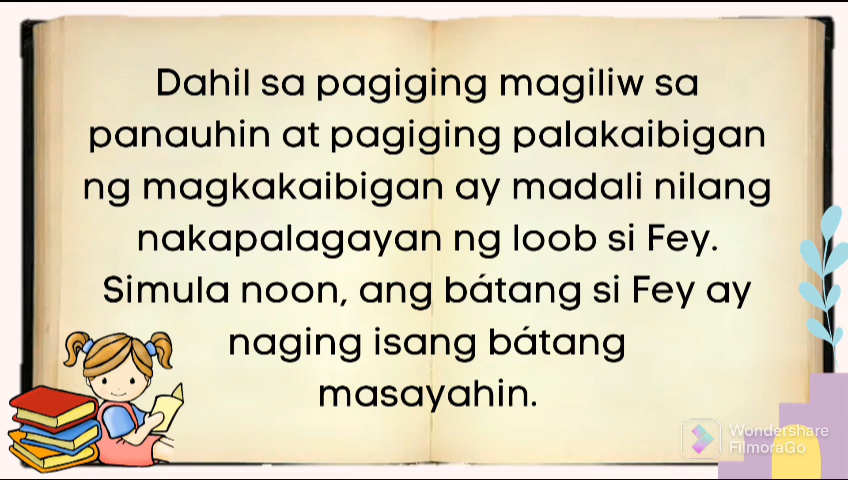 Dahil sa pagiging magiliw sa
panauhin at pagiging palakaibigan
ng magkakaibigan ay madali nilang
nakapalagayan ng loob si Fey.
Simula noon, ang bátang si Fey ay
naging isang bátang
masayahin.
Wondershare
FilmoraGo